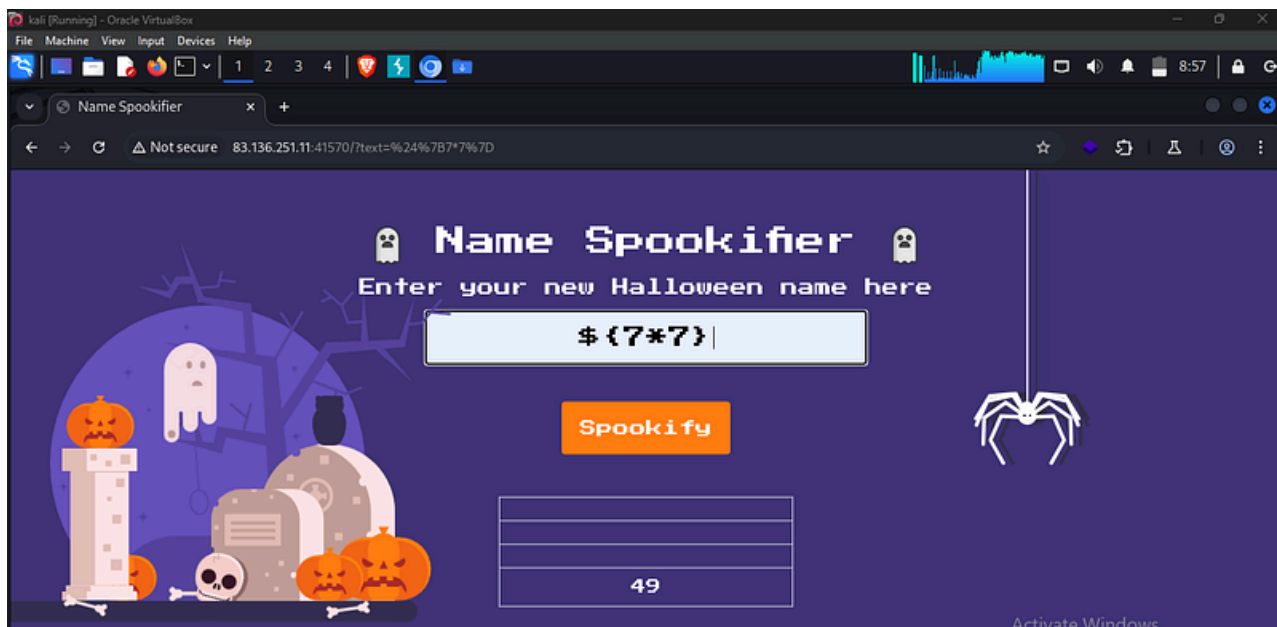 kali [Running] - Oracle VirtualBox
File Machine View Input Devices Help
1 2 3 4 8:57
Name Spookifier
Not secure 83.136.251.11:41570/?text=%24%7B7*7%7D
Name Spookifier
Enter your new Halloween name here
${7*7}
Spookify
49
Activate Windows